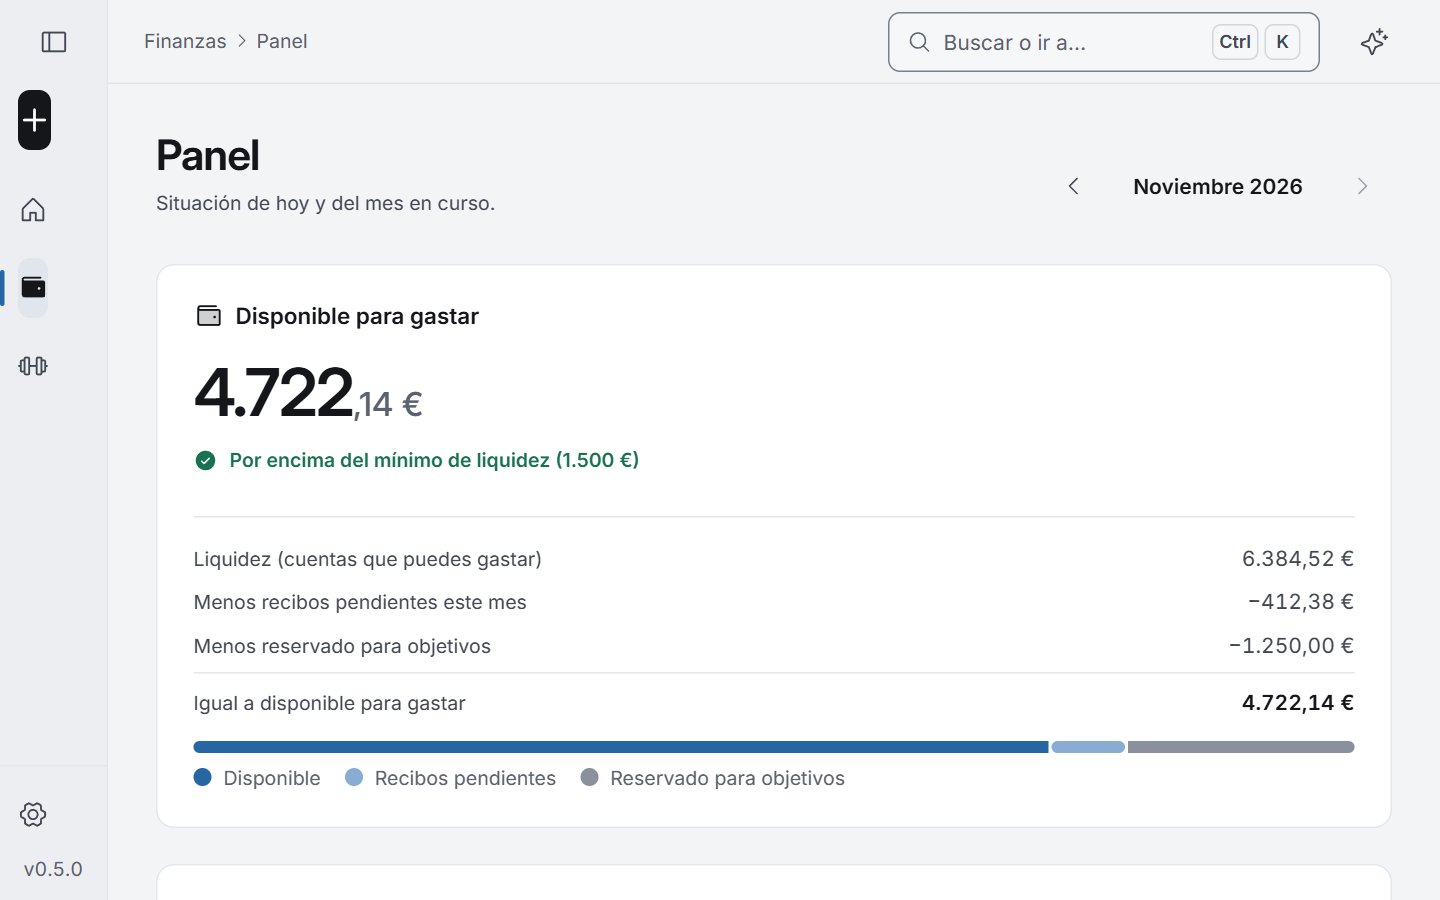 Finanzas > Panel
Buscar o ir a...
Ctrl K
Panel
Situación de hoy y del mes en curso.
Noviembre 2026
Disponible para gastar
4.722,14 €
Por encima del mínimo de liquidez (1.500 €)
Liquidez (cuentas que puedes gastar) 6.384,52 €
Menos recibos pendientes este mes −412,38 €
Menos reservado para objetivos −1.250,00 €
Igual a disponible para gastar 4.722,14 €
Disponible Recibos pendientes Reservado para objetivos
v0.5.0